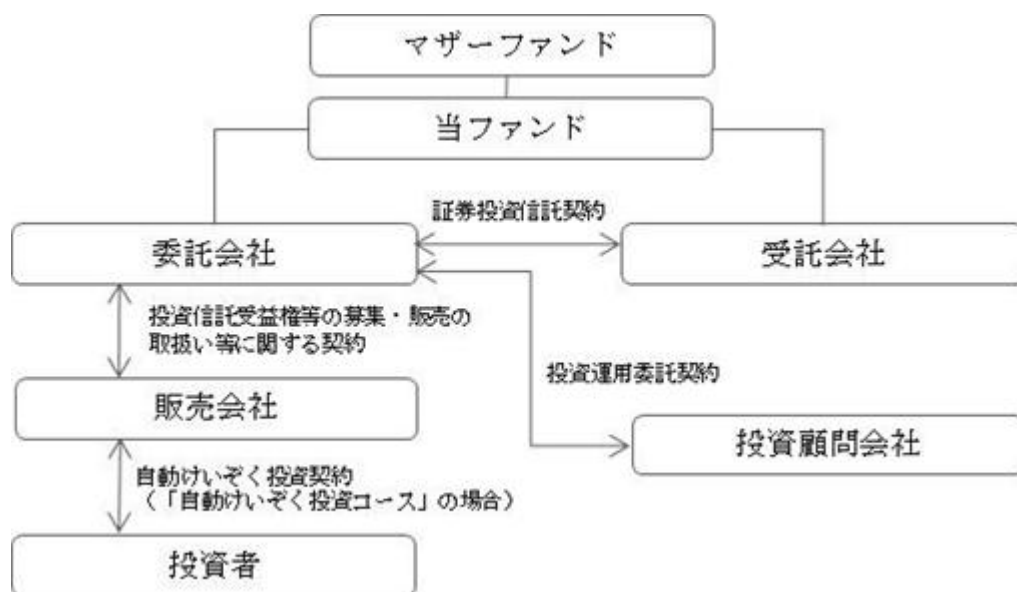 マザーファンド
当ファンド
証券投資信託契約
委託会社
受託会社
投資信託受益権等の募集・販売の
取扱い等に関する契約
投資運用委託契約
販売会社
投資顧問会社
自動けいぞく投資契約
(「自動けいぞく投資コース」の場合)
投資者